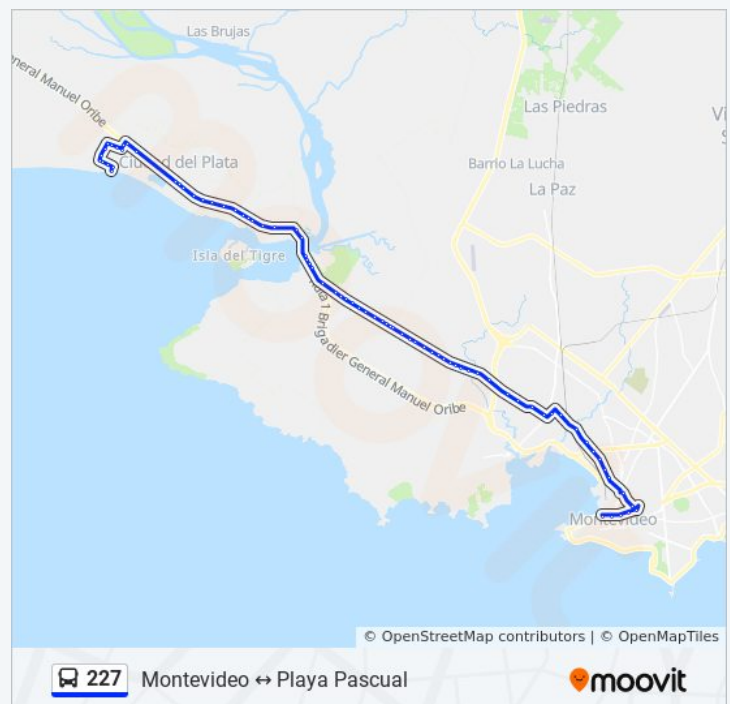 Las Brujas
General Manuel Oribe
Las Piedras
Ciudad del Plata
Barrio La Lucha
La Paz
Isla del Tigre
Ruta 1 Brigadier General Manuel Oribe
Montevideo
© OpenStreetMap contributors | © OpenMapTiles
227 Montevideo ↔ Playa Pascual
moovit